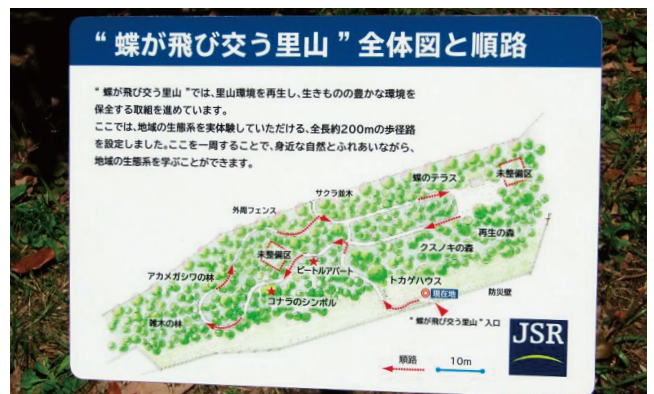 “ 蝶が飛び交う里山 ” 全体図と順路
“ 蝶が飛び交う里山 ”では、里山環境を再生し、生きものの豊かな環境を
保全する取組を進めています。
ここでは、地域の生態系を実体験していただける、全長約200mの歩径路
を設定しました。ここを一周することで、身近な自然とふれあいながら、
地域の生態系を学ぶことができます。
蝶のテラス
未整備区
サクラ並木
外周フェンス
再生の森
クスノキの森
未整備区
ビートルアパート
アカメガシワの林
トカゲハウス
コナラのシンボル
現在地
防災壁
雑木の林
“ 蝶が飛び交う里山 ” 入口
JSR
順路
10m